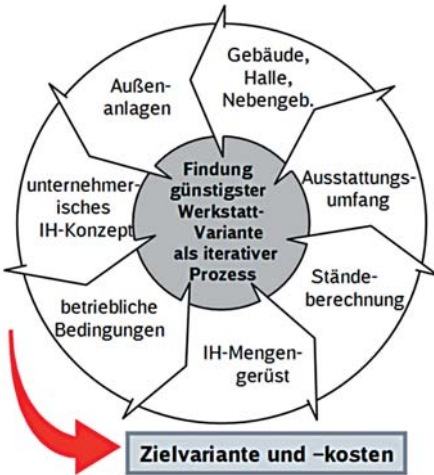 Gebäude,
Halle,
Nebengeb.
Ausstattungs-
umfang
Stände-
berechnung
IH-Mengen-
gerüst
betriebliche
Bedingungen
unternehmer-
isches
IH-Konzept
Außen-
anlagen
Findung
günstigster
Werkstatt-
Variante
als iterativer
Prozess
Zielvariante und –kosten